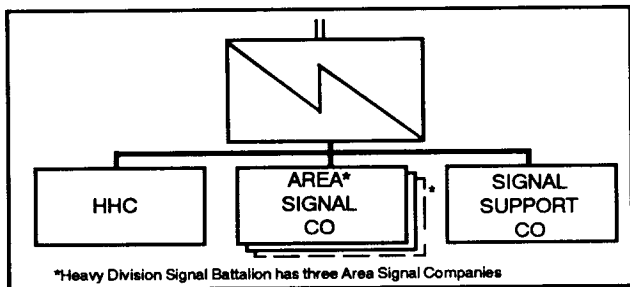 HHC
AREA*
SIGNAL
CO
*
SIGNAL
SUPPORT
CO
*Heavy Division Signal Battalion has three Area Signal Companies